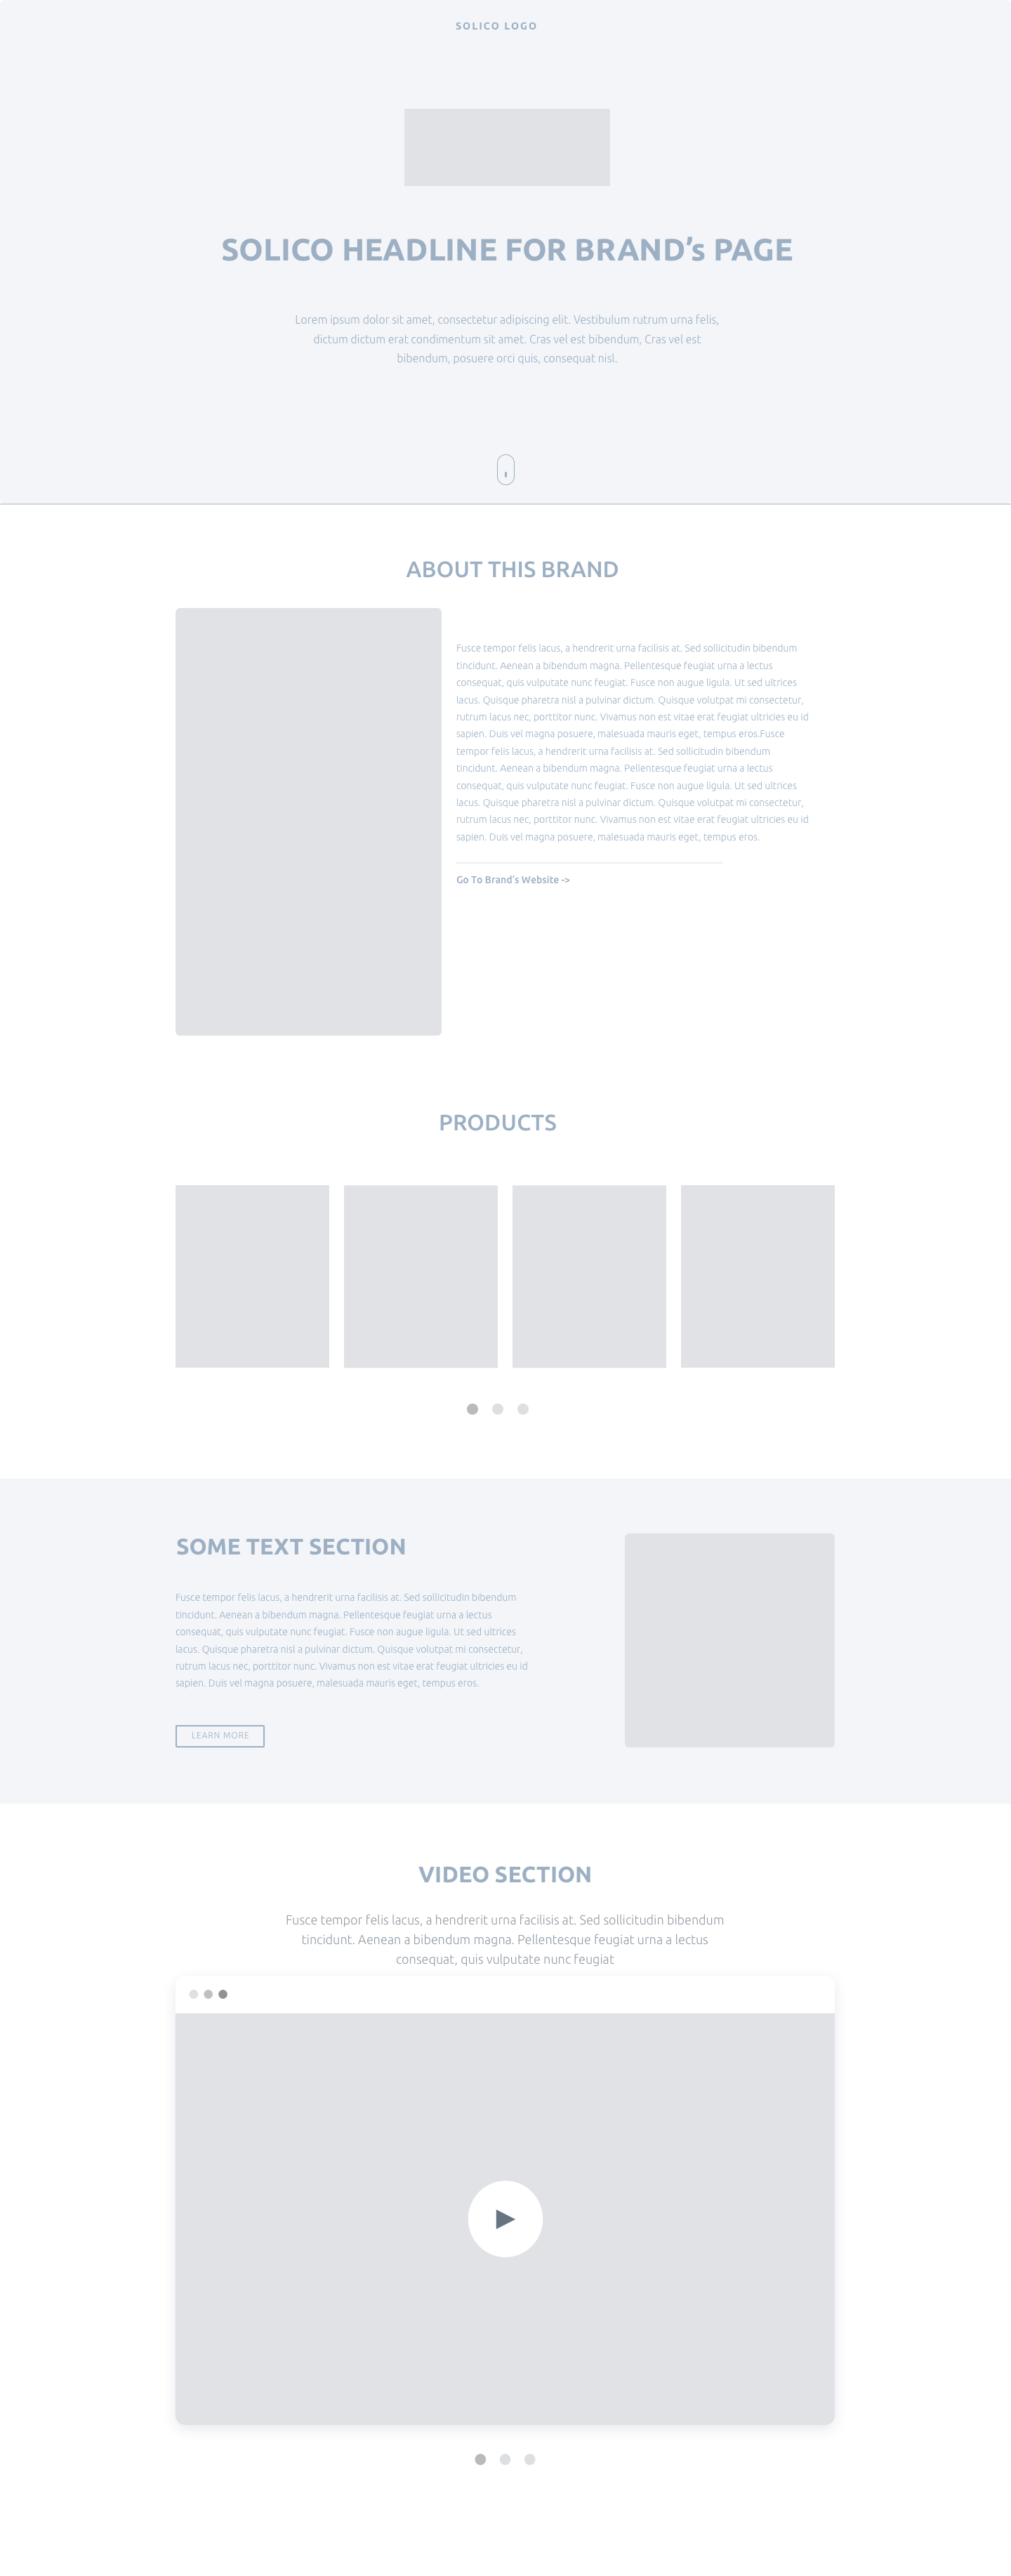 SOLICO LOGO
SOLICO HEADLINE FOR BRAND’s PAGE
Lorem ipsum dolor sit amet, consectetur adipiscing elit. Vestibulum rutrum urna felis,
dictum dictum erat condimentum sit amet. Cras vel est bibendum, Cras vel est
bibendum, posuere orci quis, consequat nisl.
ABOUT THIS BRAND
Fusce tempor felis lacus, a hendrerit urna facilisis at. Sed sollicitudin bibendum
tincidunt. Aenean a bibendum magna. Pellentesque feugiat urna a lectus
consequat, quis vulputate nunc feugiat. Fusce non augue ligula. Ut sed ultrices
lacus. Quisque pharetra nisl a pulvinar dictum. Quisque volutpat mi consectetur,
rutrum lacus nec, porttitor nunc. Vivamus non est vitae erat feugiat ultricies eu id
sapien. Duis vel magna posuere, malesuada mauris eget, tempus eros.Fusce
tempor felis lacus, a hendrerit urna facilisis at. Sed sollicitudin bibendum
tincidunt. Aenean a bibendum magna. Pellentesque feugiat urna a lectus
consequat, quis vulputate nunc feugiat. Fusce non augue ligula. Ut sed ultrices
lacus. Quisque pharetra nisl a pulvinar dictum. Quisque volutpat mi consectetur,
rutrum lacus nec, porttitor nunc. Vivamus non est vitae erat feugiat ultricies eu id
sapien. Duis vel magna posuere, malesuada mauris eget, tempus eros.
Go To Brand’s Website ->
PRODUCTS
SOME TEXT SECTION
Fusce tempor felis lacus, a hendrerit urna facilisis at. Sed sollicitudin bibendum
tincidunt. Aenean a bibendum magna. Pellentesque feugiat urna a lectus
consequat, quis vulputate nunc feugiat. Fusce non augue ligula. Ut sed ultrices
lacus. Quisque pharetra nisl a pulvinar dictum. Quisque volutpat mi consectetur,
rutrum lacus nec, porttitor nunc. Vivamus non est vitae erat feugiat ultricies eu id
sapien. Duis vel magna posuere, malesuada mauris eget, tempus eros.
LEARN MORE
VIDEO SECTION
Fusce tempor felis lacus, a hendrerit urna facilisis at. Sed sollicitudin bibendum
tincidunt. Aenean a bibendum magna. Pellentesque feugiat urna a lectus
consequat, quis vulputate nunc feugiat